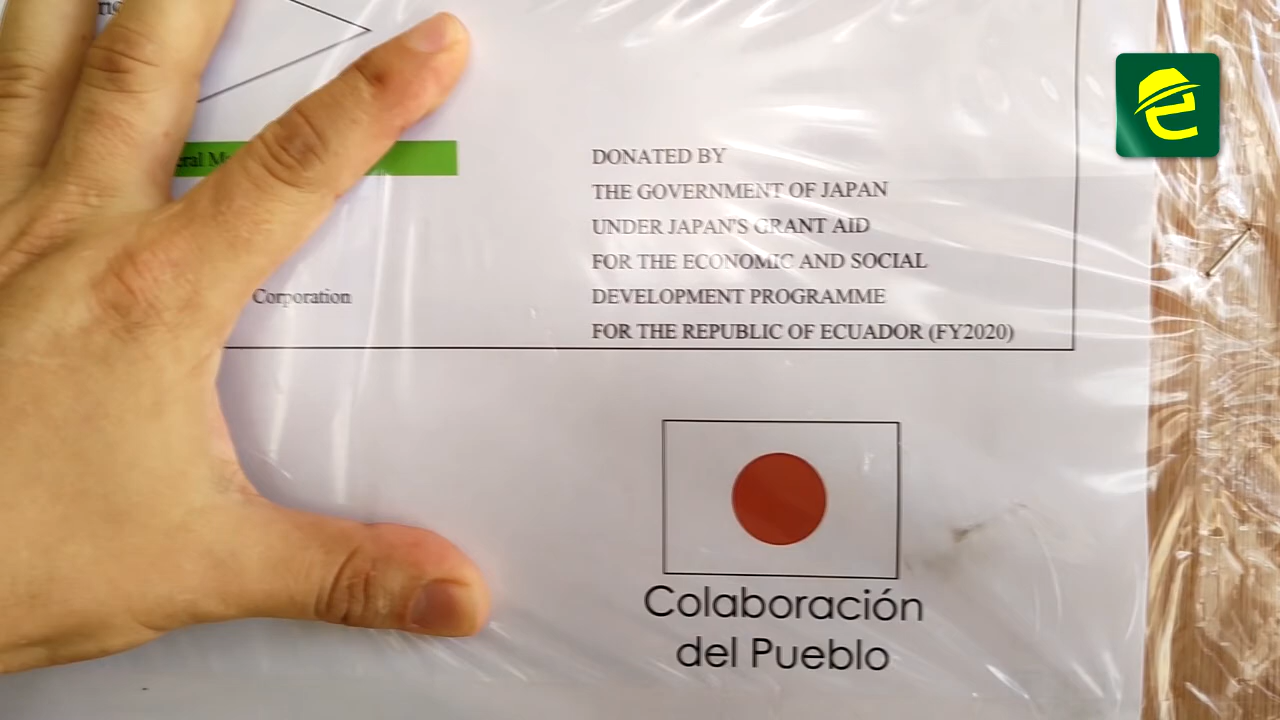 DONATED BY
THE GOVERNMENT OF JAPAN
UNDER JAPAN'S GRANT AID
FOR THE ECONOMIC AND SOCIAL
Corporation
DEVELOPMENT PROGRAMME
FOR THE REPUBLIC OF ECUADOR (FY2020)
Colaboración
del Pueblo